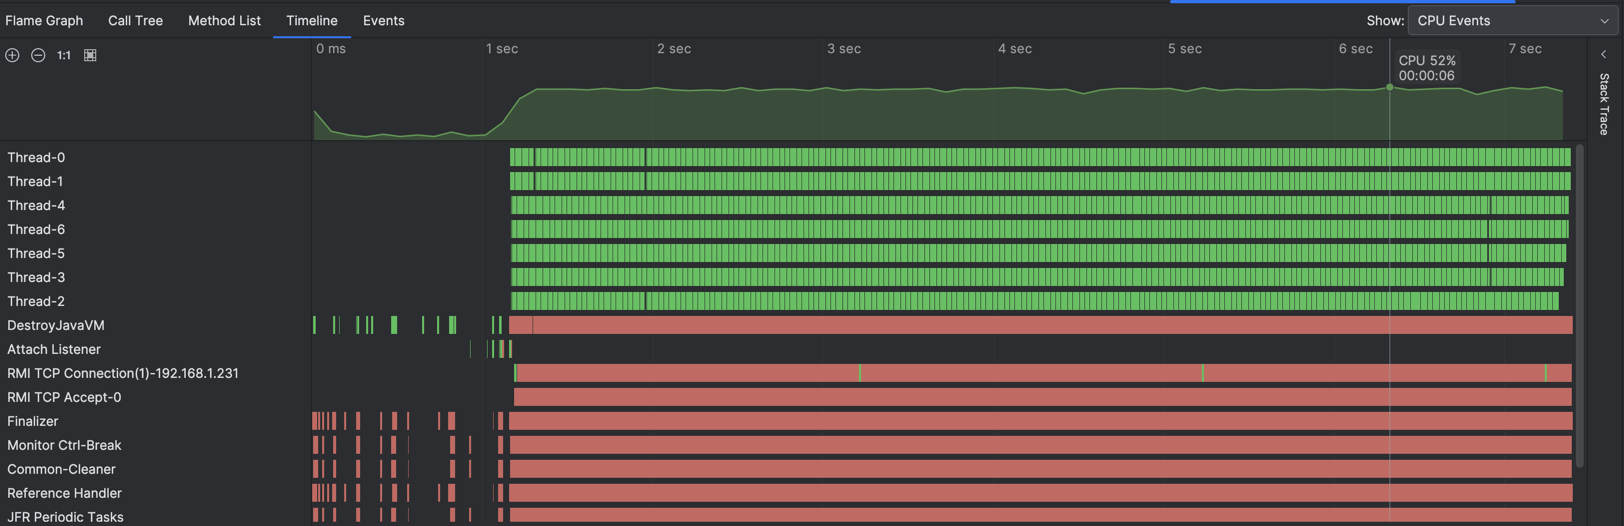 Flame Graph Call Tree Method List Timeline Events Show: CPU Events
1:1 0 ms 1 sec 2 sec 3 sec 4 sec 5 sec 6 sec 7 sec
CPU 52%
00:00:06
Stack Trace
Thread-0
Thread-1
Thread-4
Thread-6
Thread-5
Thread-3
Thread-2
DestroyJavaVM
Attach Listener
RMI TCP Connection(1)-192.168.1.231
RMI TCP Accept-0
Finalizer
Monitor Ctrl-Break
Common-Cleaner
Reference Handler
JFR Periodic Tasks